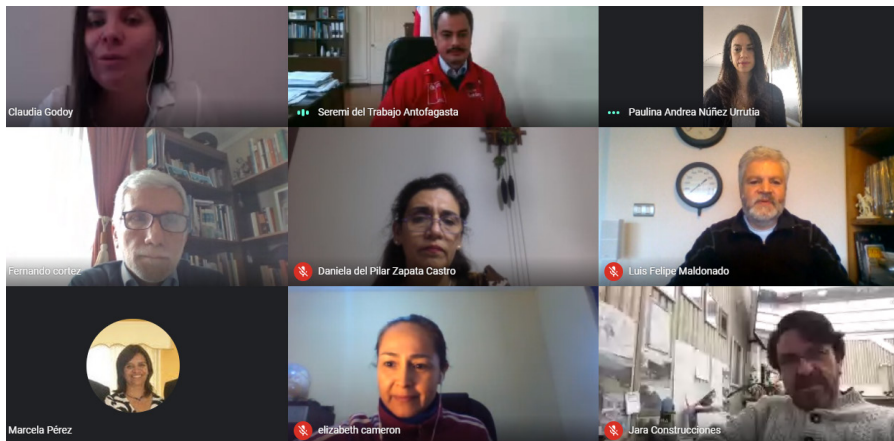 Claudia Godoy
Seremi del Trabajo Antofagasta
Paulina Andrea Núñez Urrutia
Fernando cortez
Daniela del Pilar Zapata Castro
Luis Felipe Maldonado
Marcela Pérez
elizabeth cameron
Jara Construcciones